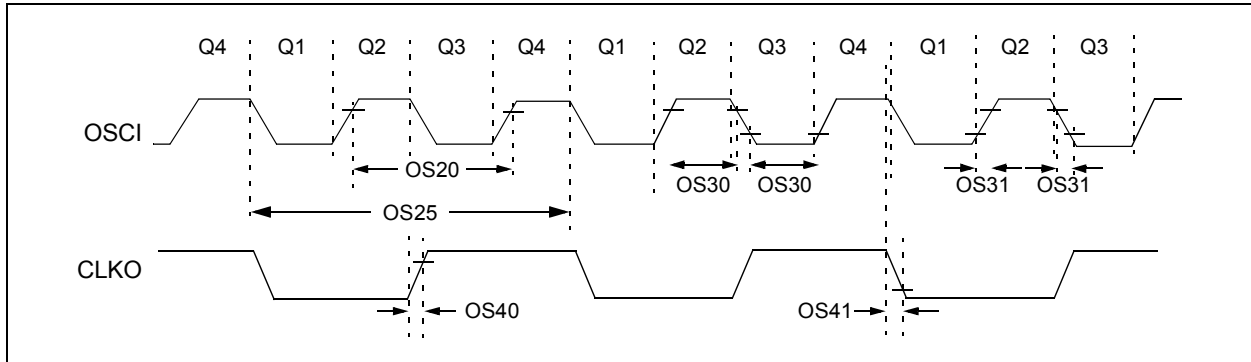 Q4 Q1 Q2 Q3 Q4 Q1 Q2 Q3 Q4 Q1 Q2 Q3
OSCI
OS20
OS30 OS30
OS31 OS31
OS25
CLKO
OS40
OS41